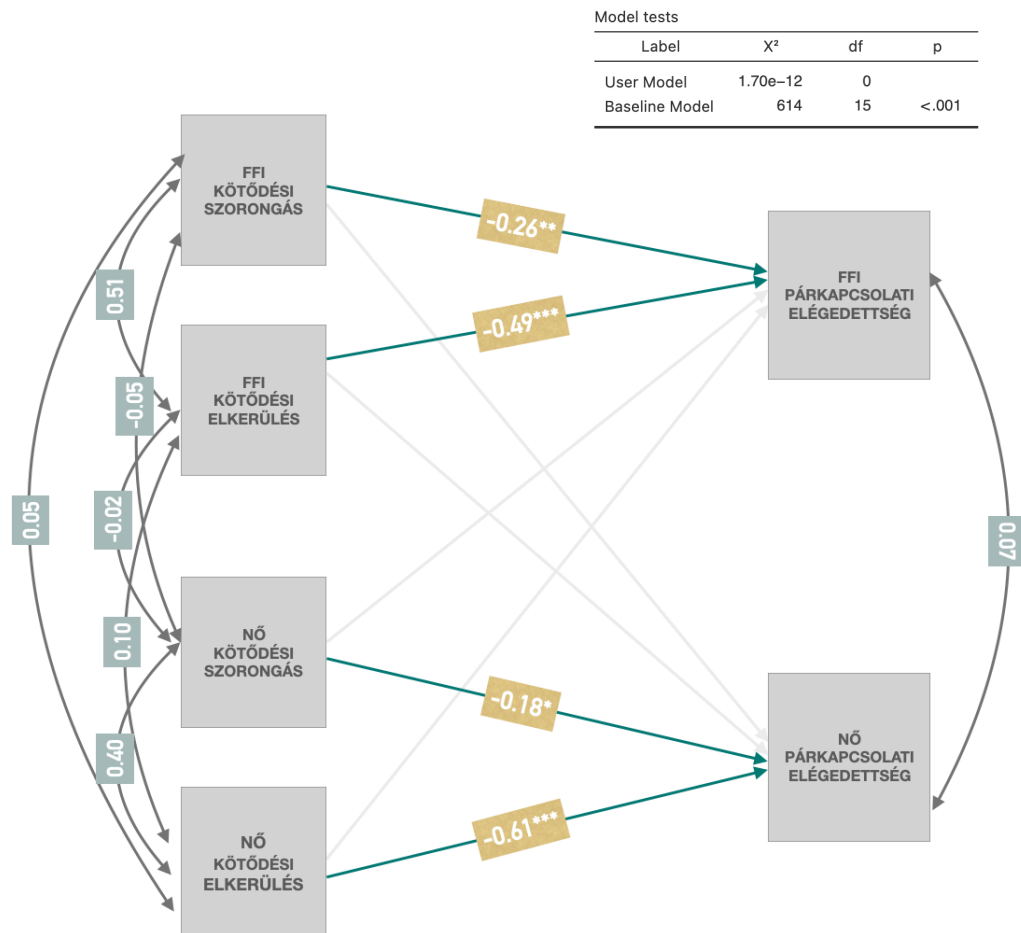 Model tests
Label X² df p
User Model 1.70e−12 0
Baseline Model 614 15 <.001
FFI
KÖTŐDÉSI
SZORONGÁS
-0.26**
FFI
PÁRKAPCSOLATI
ELÉGEDETTSÉG
0.51
-0.49***
FFI
KÖTŐDÉSI
ELKERÜLÉS
-0.05
0.05
-0.02
0.07
NŐ
KÖTŐDÉSI
SZORONGÁS
0.10
-0.18*
0.40
NŐ
PÁRKAPCSOLATI
ELÉGEDETTSÉG
-0.61***
NŐ
KÖTŐDÉSI
ELKERÜLÉS